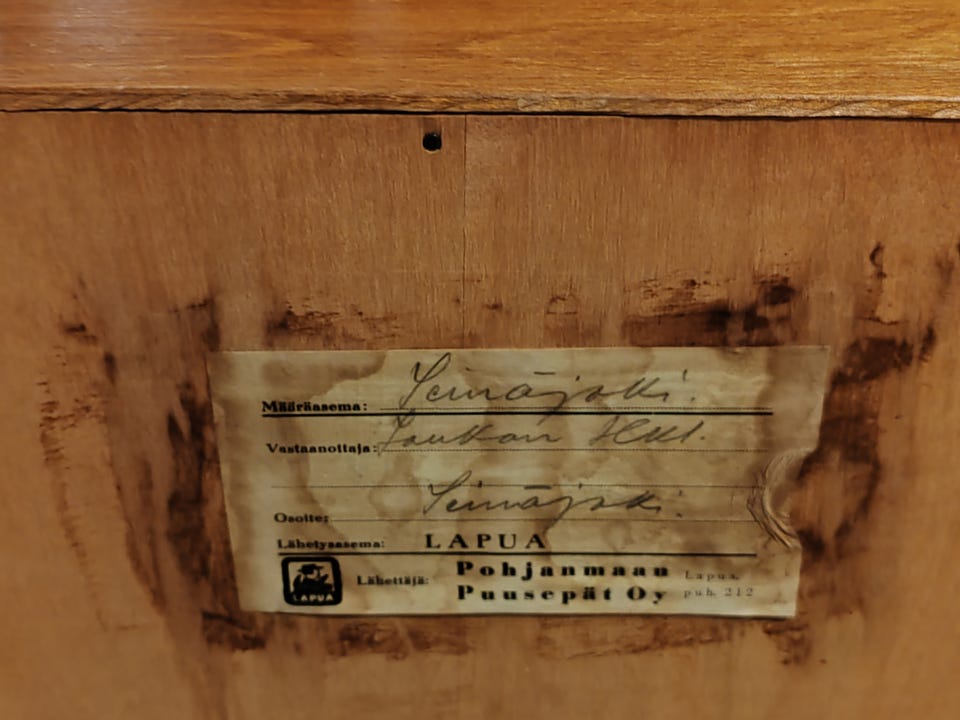 Määräasema: Seinäjoki.
Vastaanottaja:
Osoite: Seinäjoki.
Lähetysasema: LAPUA
LAPUA Lähettäjä: Pohjanmaan Lapua,
Puusepät Oy puh. 212